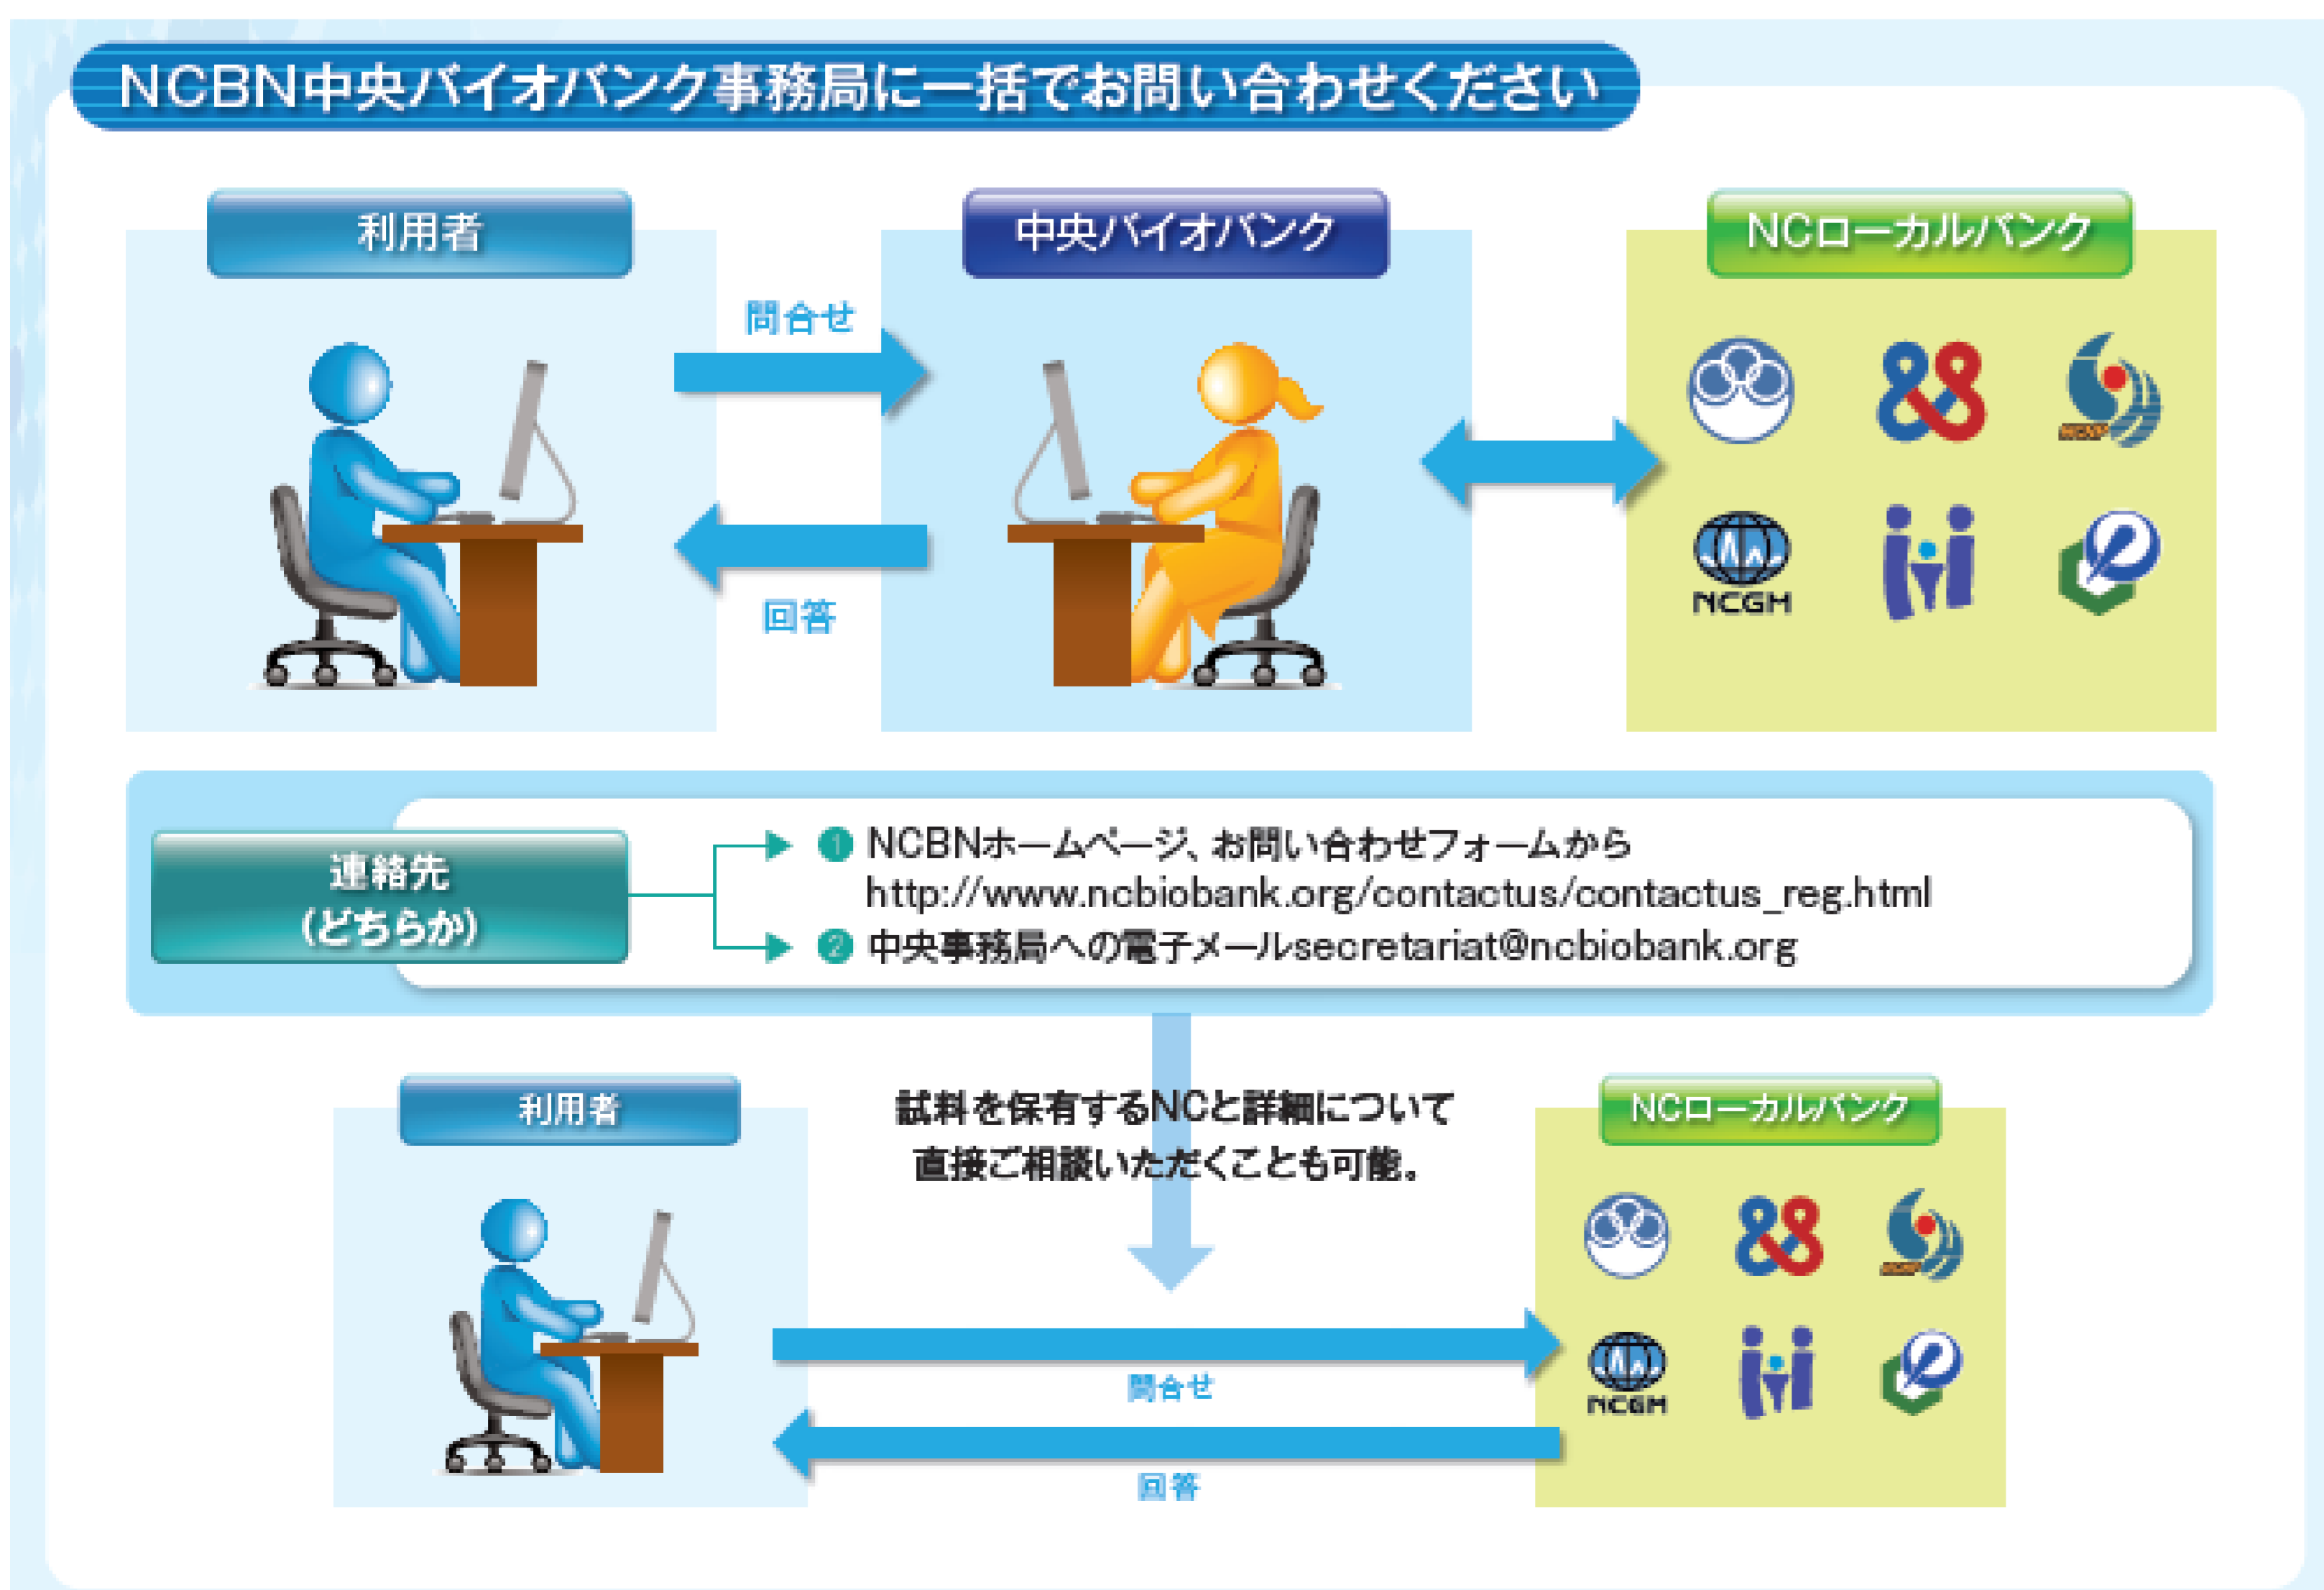 NCBN中央バイオバンク事務局に一括でお問い合わせください
利用者
中央バイオバンク
NCローカルバンク
問合せ
回答
NCNP
NCGM
連絡先
(どちらか)
❶ NCBNホームページ、お問い合わせフォームから
http://www.ncbiobank.org/contactus/contactus_reg.html
❷ 中央事務局への電子メールsecretariat@ncbiobank.org
利用者
試料を保有するNCと詳細について
直接ご相談いただくことも可能。
NCローカルバンク
問合せ
回答
NCNP
NCGM